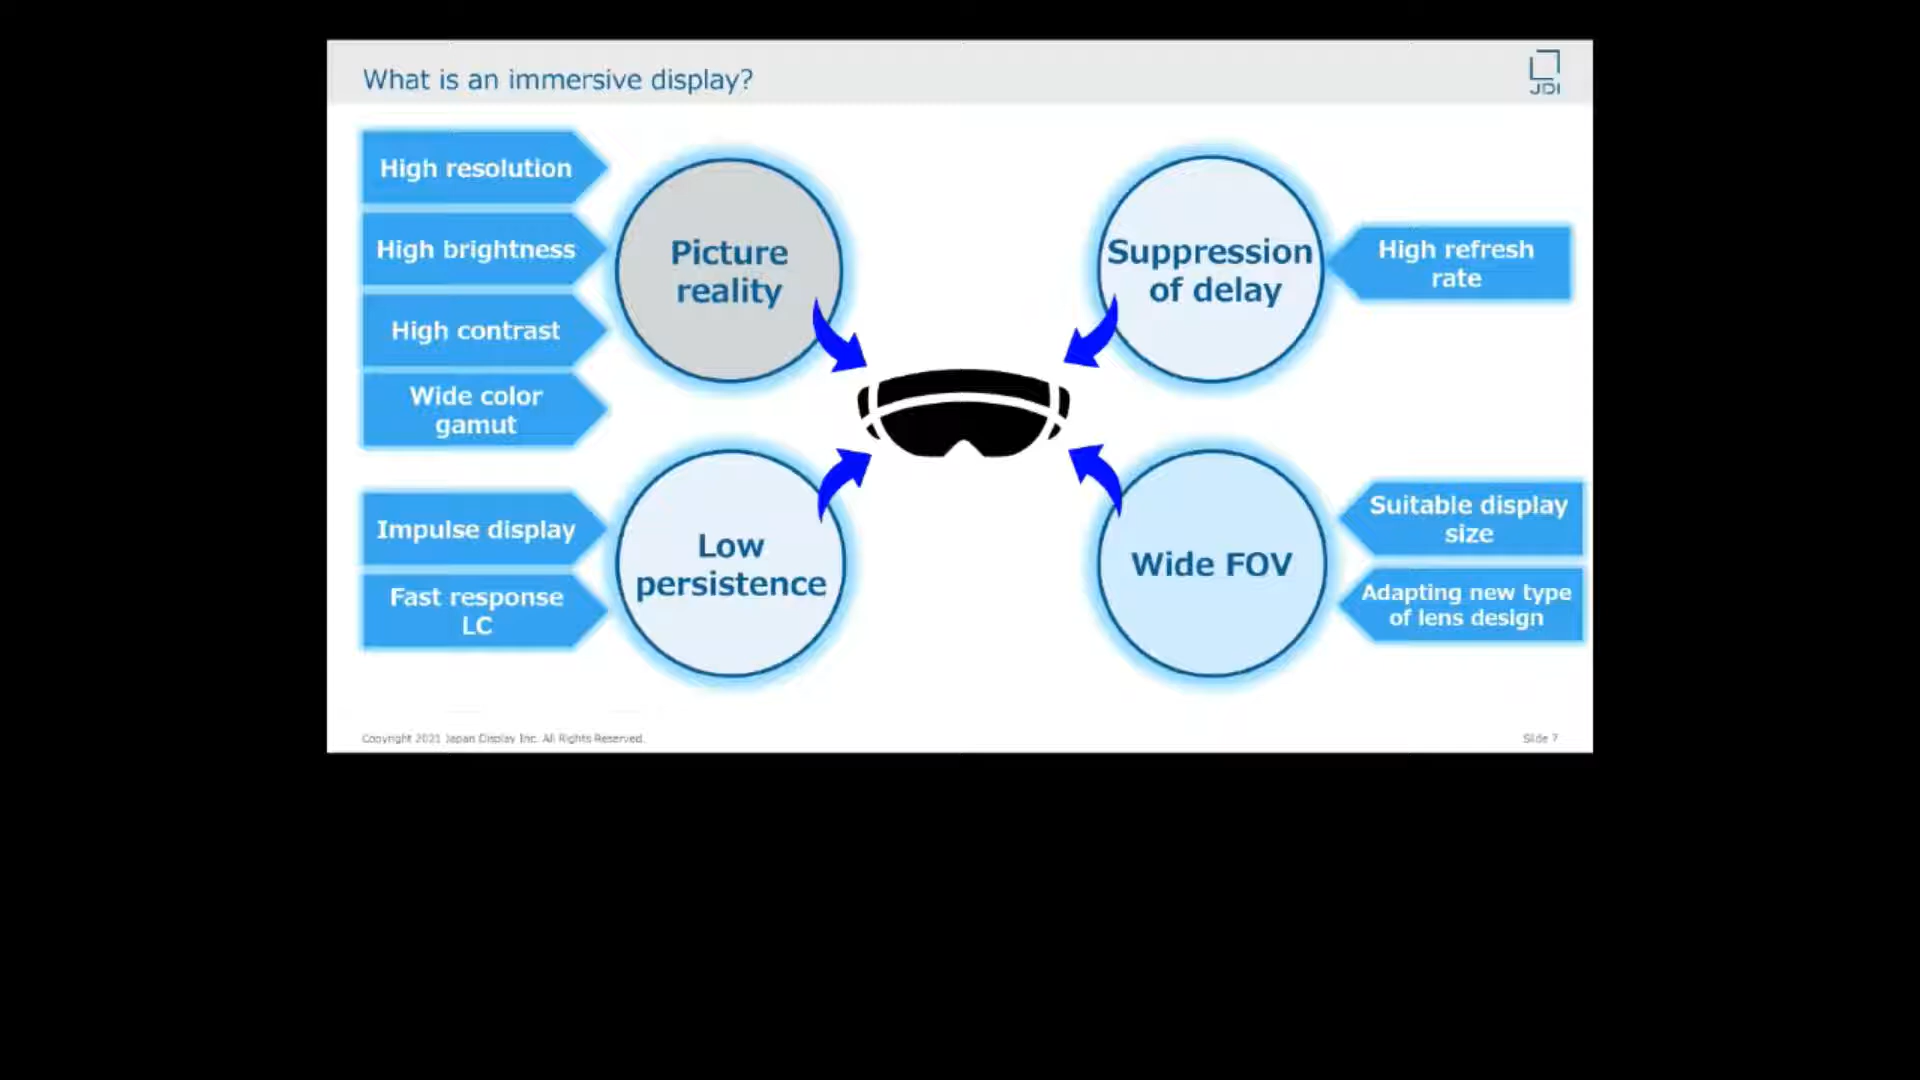 What is an immersive display?
JDI
High resolution
High brightness
High contrast
Wide color
gamut
Picture
reality
Suppression
of delay
High refresh
rate
Impulse display
Fast response
LC
Low
persistence
Wide FOV
Suitable display
size
Adapting new type
of lens design
Copyright 2021 Japan Display Inc. All Rights Reserved.
Slide 7